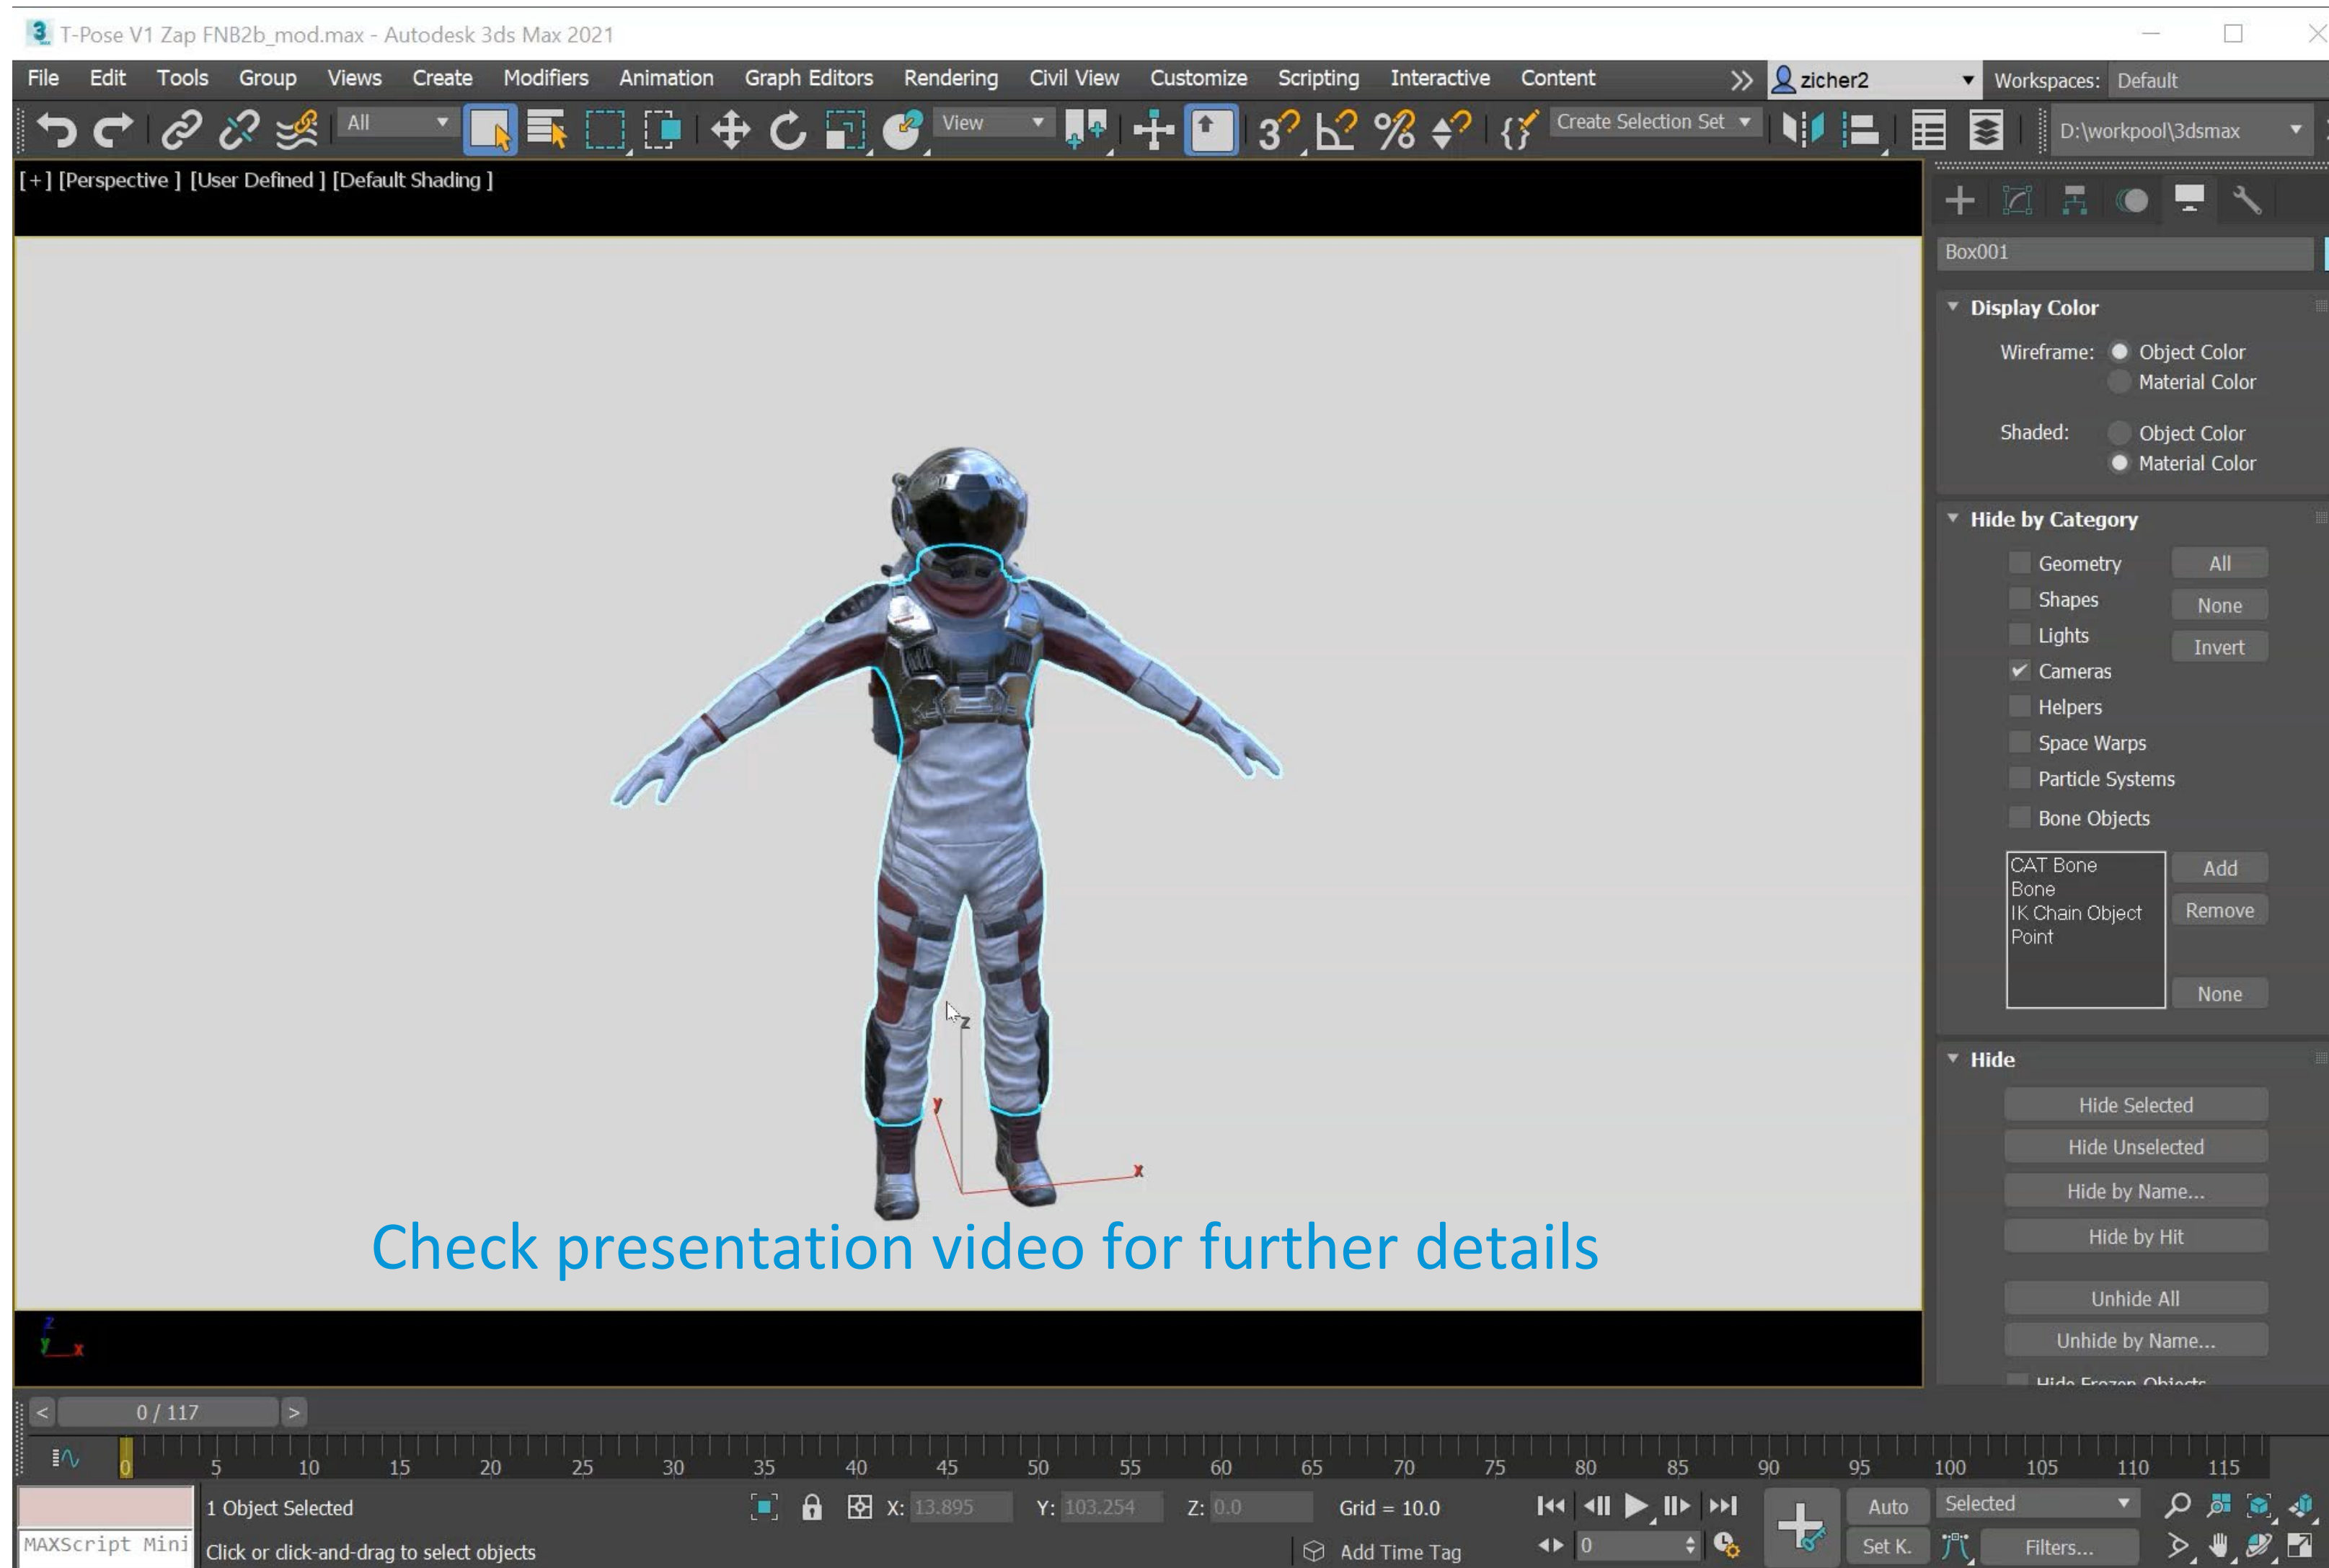 T-Pose V1 Zap FNB2b_mod.max - Autodesk 3ds Max 2021
File Edit Tools Group Views Create Modifiers Animation Graph Editors Rendering Civil View Customize Scripting Interactive Content zicher2 Workspaces: Default
All View Create Selection Set D:\workpool\3dsmax
[+] [Perspective ] [User Defined ] [Default Shading ]
Box001
Display Color
Wireframe: Object Color
Material Color
Shaded: Object Color
Material Color
Hide by Category
Geometry All
Shapes None
Lights Invert
Cameras
Helpers
Space Warps
Particle Systems
Bone Objects
CAT Bone Add
Bone
IK Chain Object Remove
Point
None
Hide
Hide Selected
Hide Unselected
Hide by Name...
Hide by Hit
Unhide All
Unhide by Name...
Hide Frozen Objects
z
y
x
Check presentation video for further details
z
y x
< 0 / 117 >
0 5 10 15 20 25 30 35 40 45 50 55 60 65 70 75 80 85 90 95 100 105 110 115
1 Object Selected X: 13.895 Y: 103.254 Z: 0.0 Grid = 10.0 Auto Selected
MAXScript Mini Click or click-and-drag to select objects Add Time Tag 0 Set K. Filters...